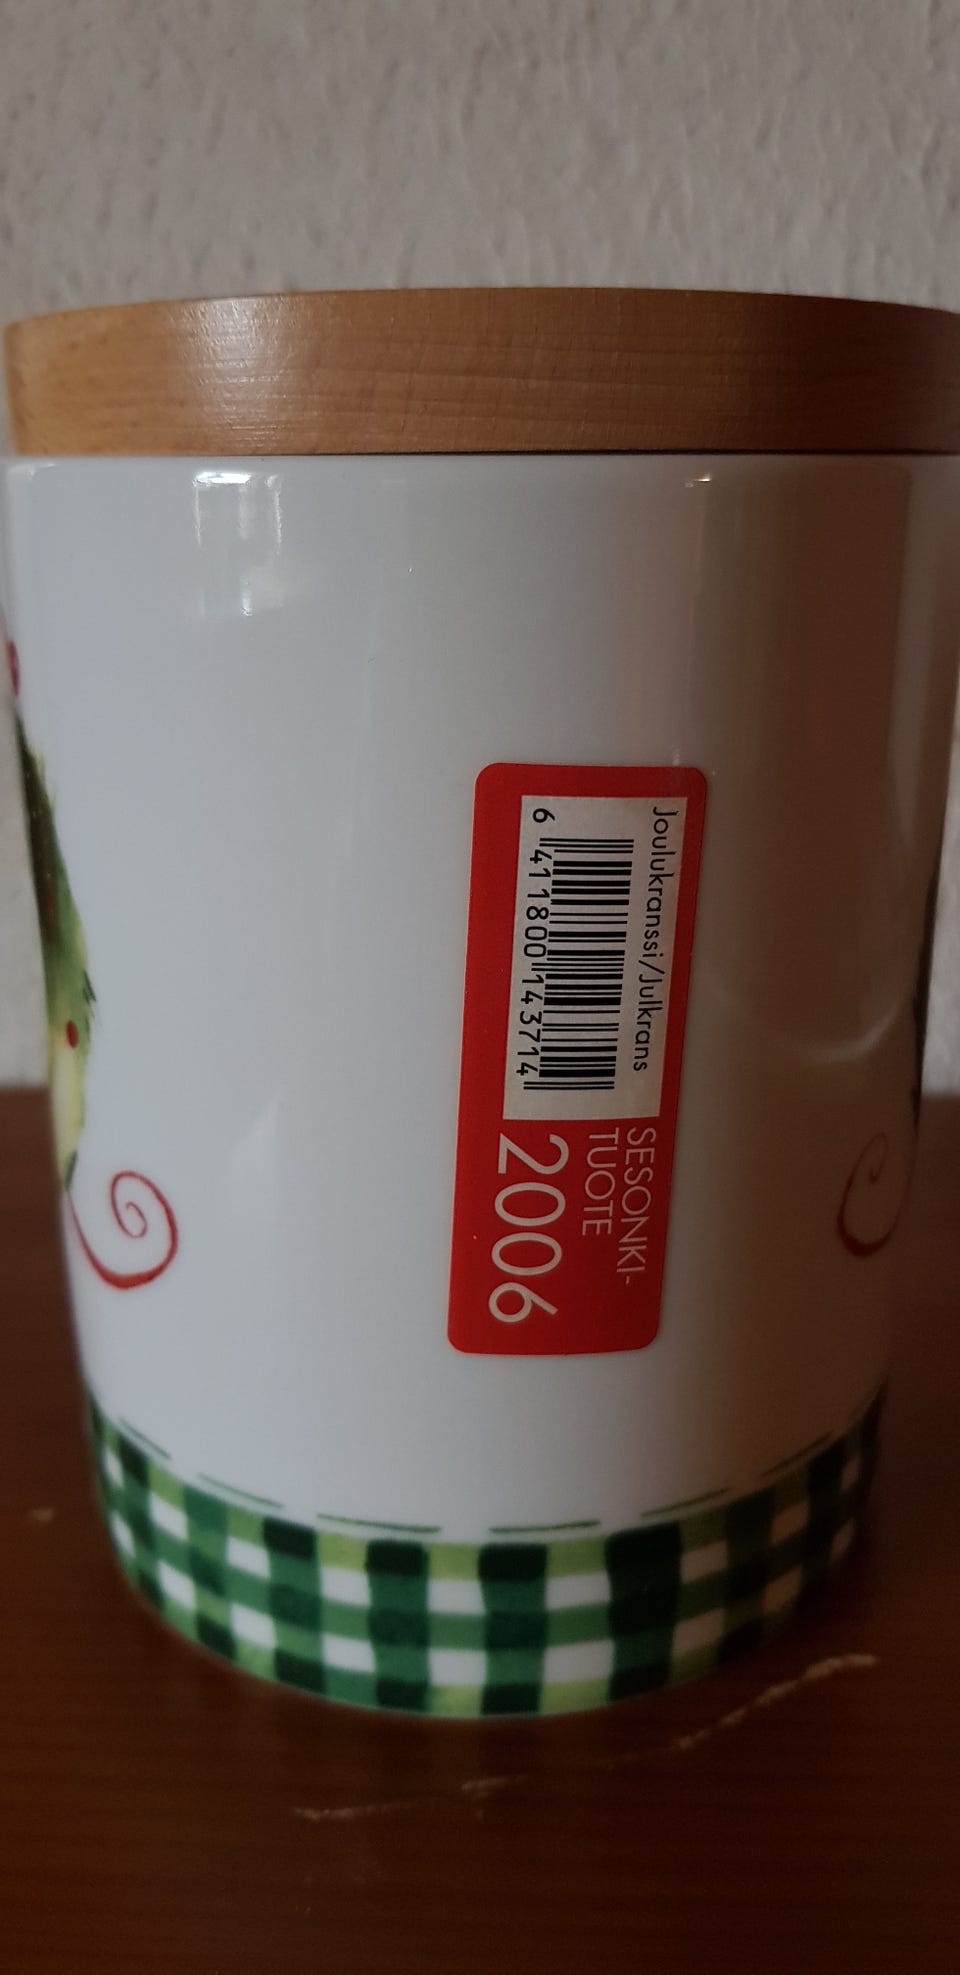 Joulukranssi/Julkrans
6 411800 143714
SESONKI-
TUOTE
2006